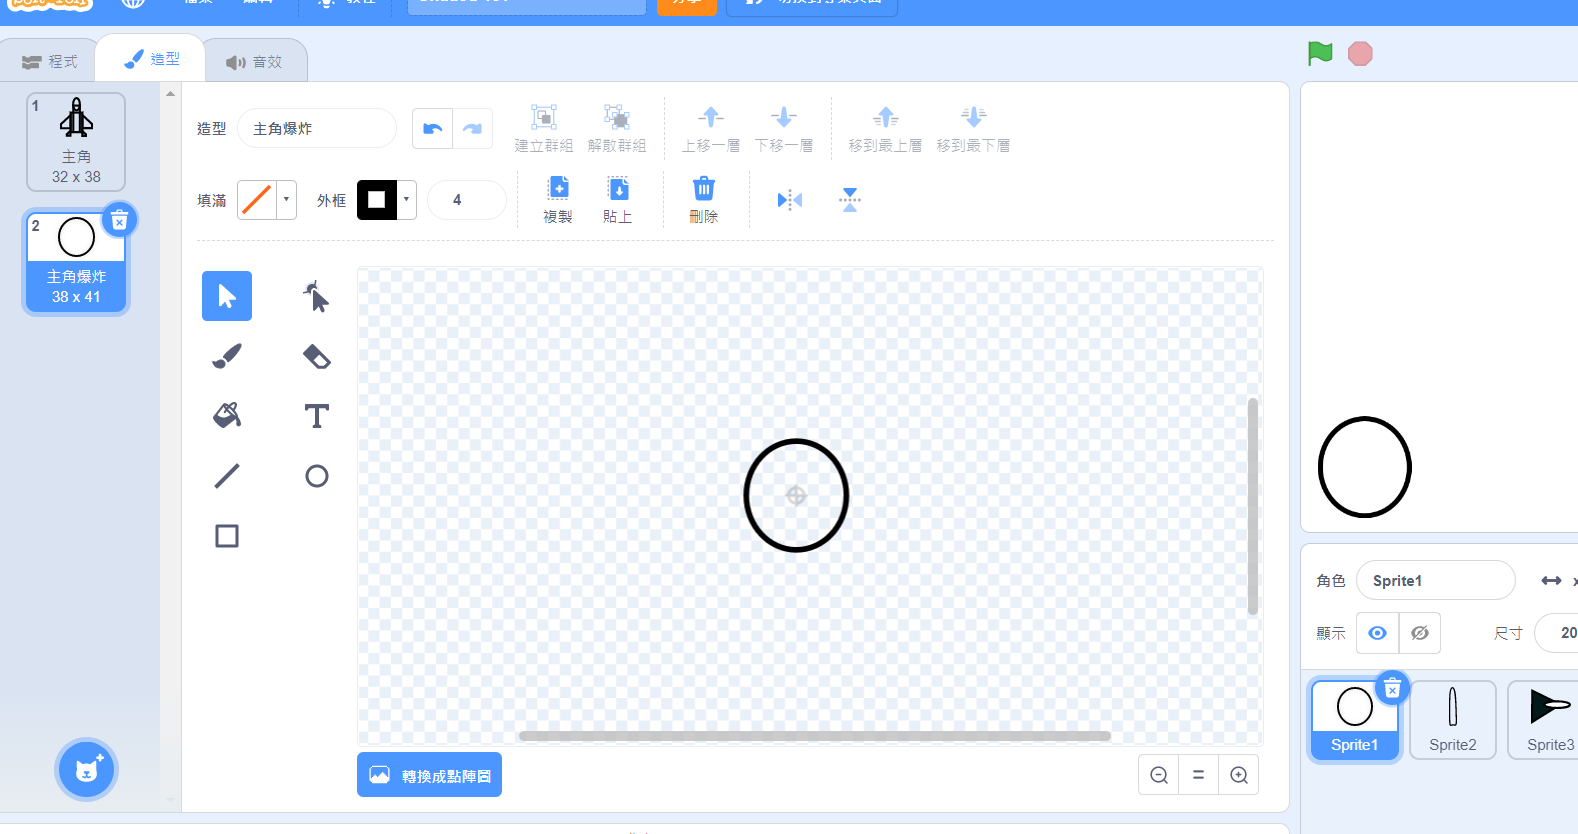 程式
造型
音效
1
主角
32 x 38
2
主角爆炸
38 x 41
造型
主角爆炸
建立群組
解散群組
上移一層
下移一層
移到最上層
移到最下層
填滿
外框
4
複製
貼上
刪除
T
轉換成點陣圖
角色
Sprite1
x
顯示
尺寸
20
Sprite1
Sprite2
Sprite3